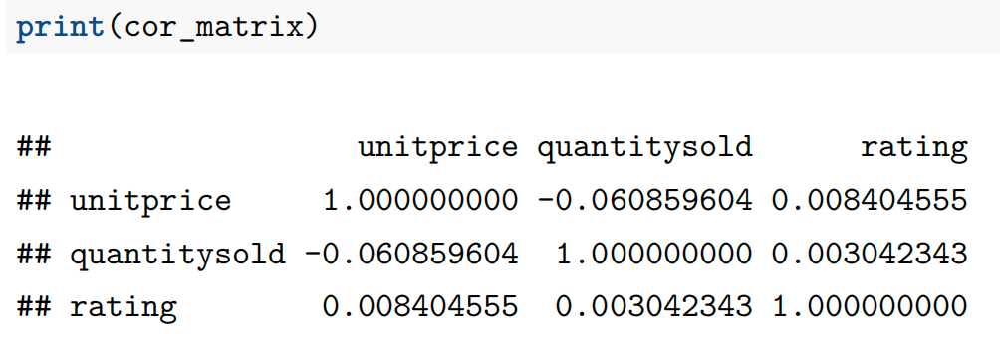 print(cor_matrix)
##                 unitprice quantitysold      rating
## unitprice     1.000000000 -0.060859604 0.008404555
## quantitysold -0.060859604  1.000000000 0.003042343
## rating        0.008404555  0.003042343 1.000000000